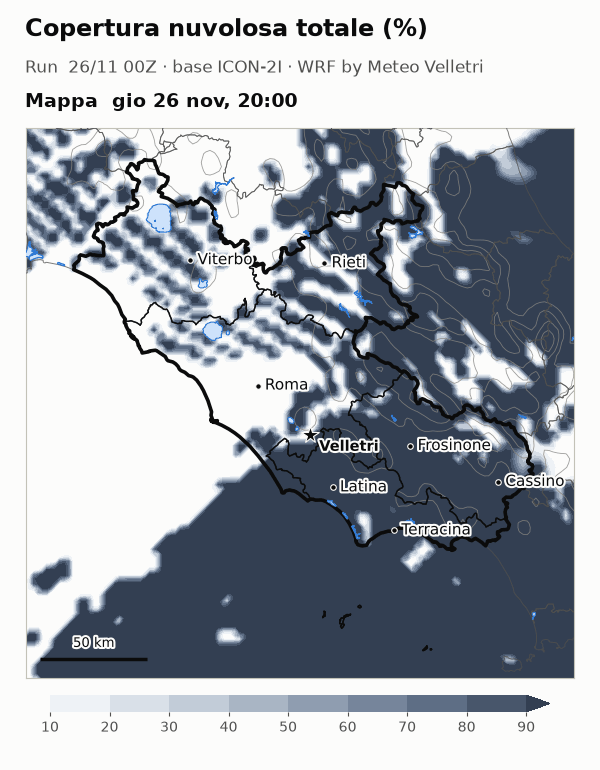 Copertura nuvolosa totale (%)
Run  26/11 00Z · base ICON-2I · WRF by Meteo Velletri
Mappa  gio 26 nov, 20:00
Viterbo
Rieti
Roma
Velletri
Frosinone
Latina
Cassino
Terracina
50 km
10 20 30 40 50 60 70 80 90